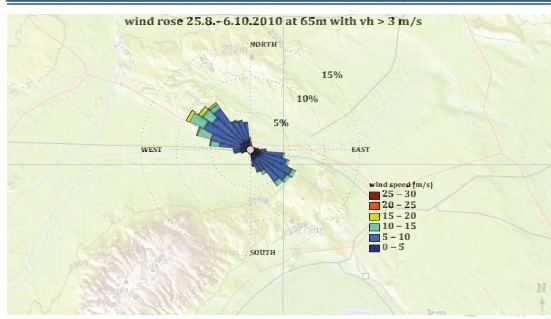 wind rose 25.8.-6.10.2010 at 65m with vh > 3 m/s
NORTH
15%
10%
5%
WEST
EAST
wind speed [m/s]
25 – 30
20 – 25
15 – 20
10 – 15
5 – 10
0 – 5
SOUTH
N
km